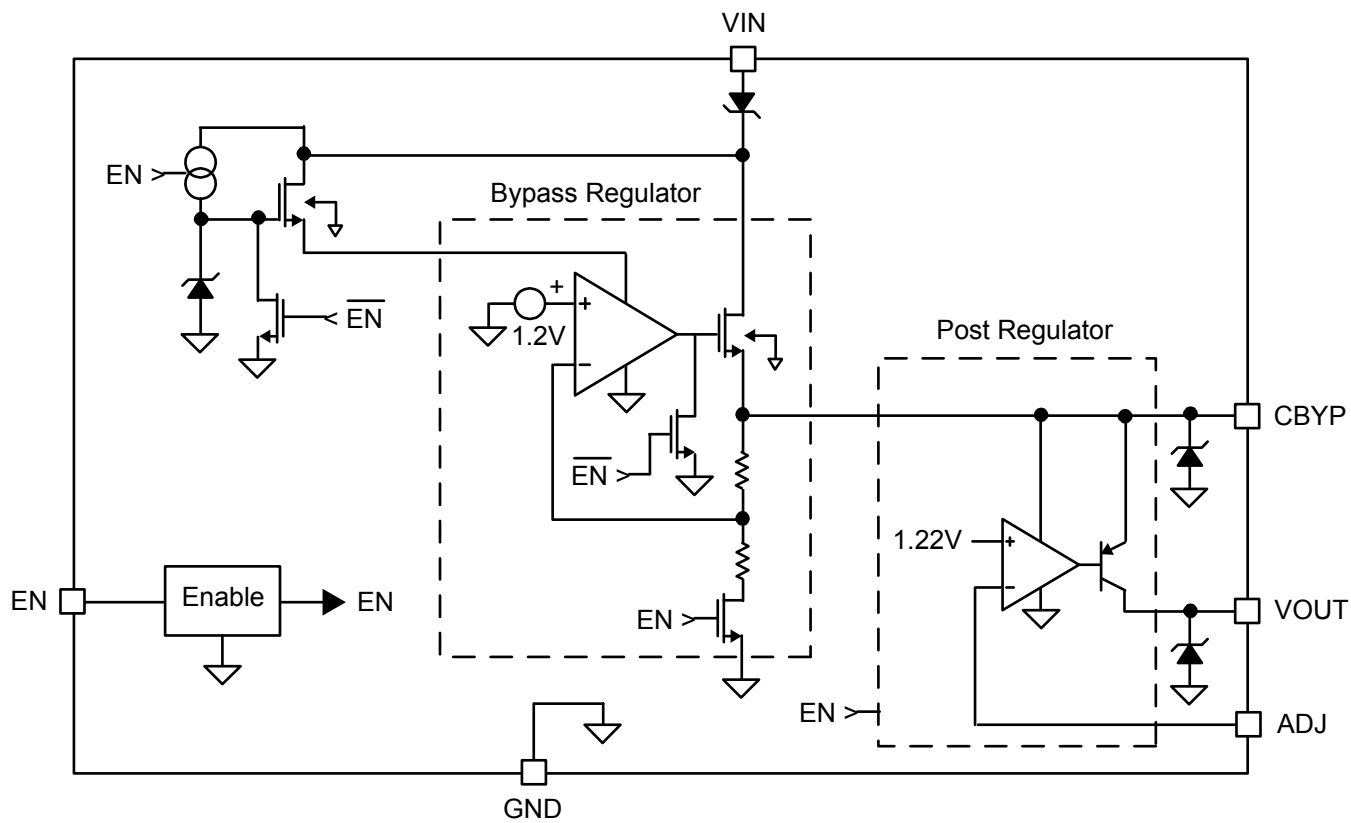 VIN
EN >
Bypass Regulator
+
+
1.2V
−
< EN
Post Regulator
CBYP
EN >
1.22V
+
−
EN
Enable
EN
EN >
VOUT
EN >
ADJ
GND